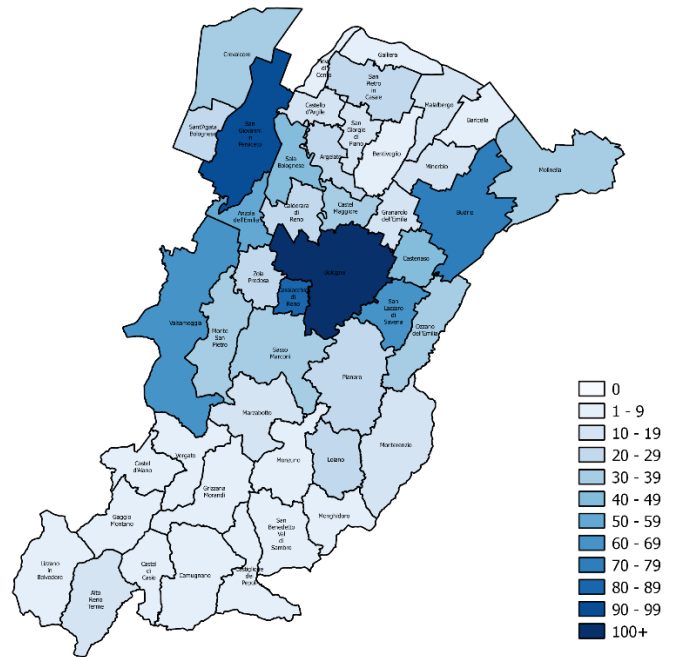 Crevalcore
Galliera
San
Pietro
in
Casale
Malalbergo
Castello
d'Argile
Baricella
Sant'Agata
Bolognese
San
Giovanni
in
Persiceto
San
Giorgio
di
Piano
Sala
Bolognese
Argelato
Bentivoglio
Minerbio
Molinella
Calderara
di
Reno
Castel
Maggiore
Granarolo
dell'Emilia
Budrio
Anzola
dell'Emilia
Bologna
Castenaso
Zola
Predosa
Casalecchio
di
Reno
San
Lazzaro
di
Savena
Valsamoggia
Monte
San
Pietro
Ozzano
dell'Emilia
Sasso
Marconi
Pianoro
Marzabotto
Monterenzio
Vergato
Castel
d'Aiano
Monzuno
Loiano
Grizzana
Morandi
Gaggio
Montano
San
Benedetto
Val
di
Sambro
Monghidoro
Lizzano
in
Belvedere
Castel
di
Casio
Camugnano
Castiglione
dei
Pepoli
Alto
Reno
Terme
0
1 - 9
10 - 19
20 - 29
30 - 39
40 - 49
50 - 59
60 - 69
70 - 79
80 - 89
90 - 99
100+